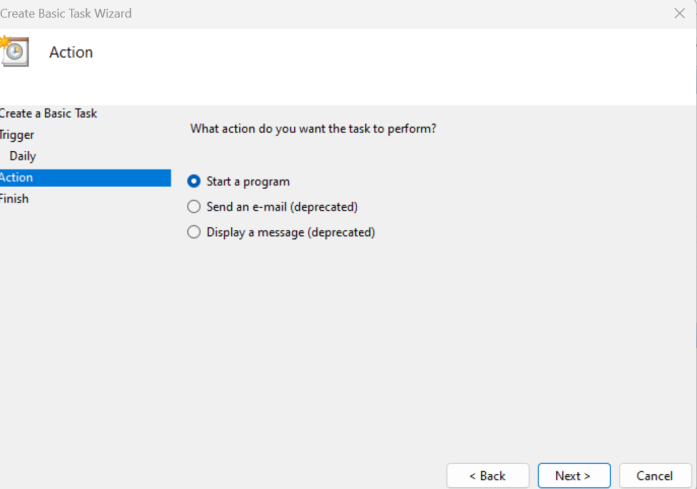 Create Basic Task Wizard
Action
Create a Basic Task
Trigger
Daily
Action
Finish
What action do you want the task to perform?
Start a program
Send an e-mail (deprecated)
Display a message (deprecated)
< Back
Next >
Cancel